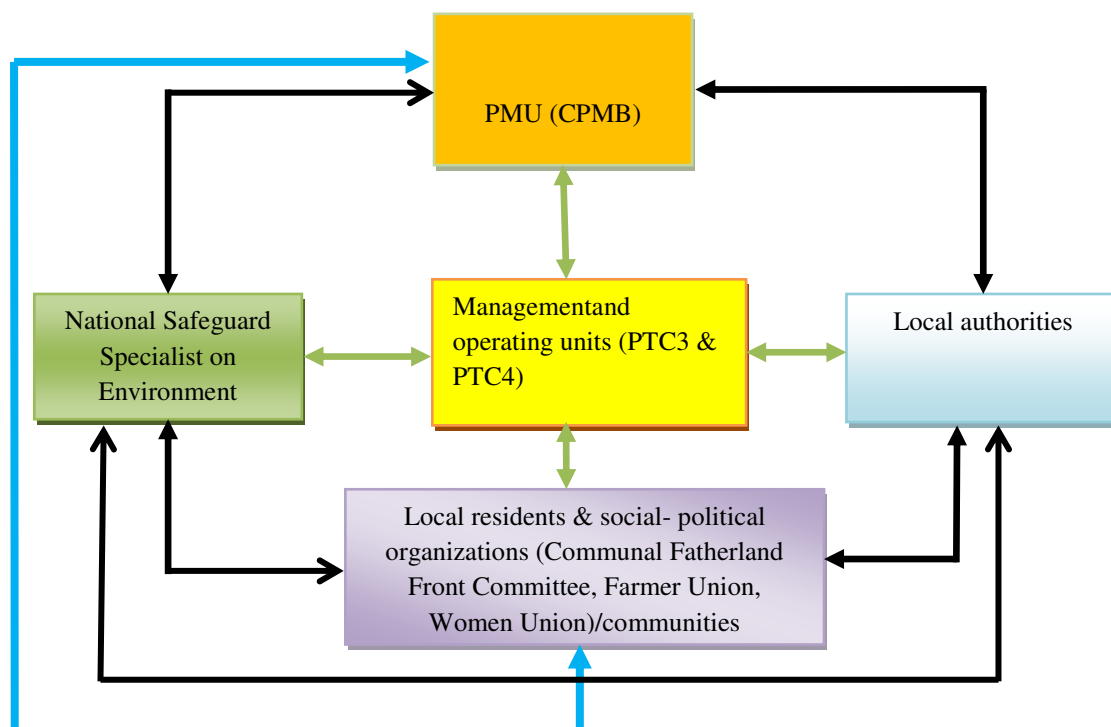 PMU (CPMB)
National Safeguard
Specialist on
Environment
Managementand
operating units (PTC3 &
PTC4)
Local authorities
Local residents & social- political
organizations (Communal Fatherland
Front Committee, Farmer Union,
Women Union)/communities